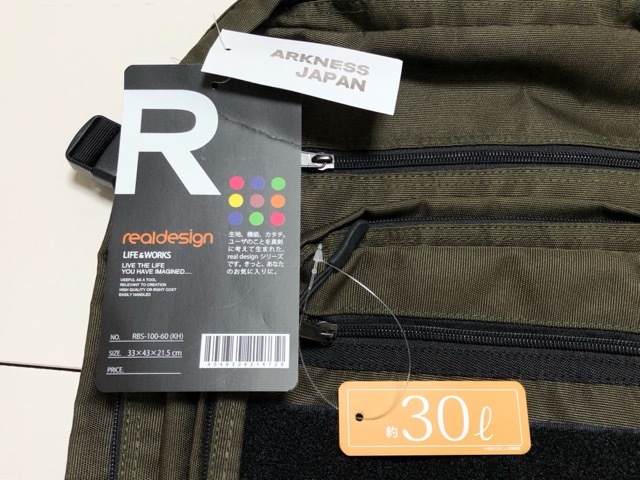 ARKNESS
JAPAN
R
realdesign
LIFE&WORKS
LIVE THE LIFE
YOU HAVE IMAGINED....
USEFUL AS A TOOL
RELEVANT TO CREATION
HIGH QUALITY OR RIGHT COST
EASILY HANDLED
生地、機能、カタチ。
ユーザのことを真剣
に考えて生まれた、
real design シリーズ
です。きっと、あなた
のお気に入りに。
NO. RBS-100-60 (KH)
SIZE. 33×43×21.5 cm
PRICE.
約30ℓ